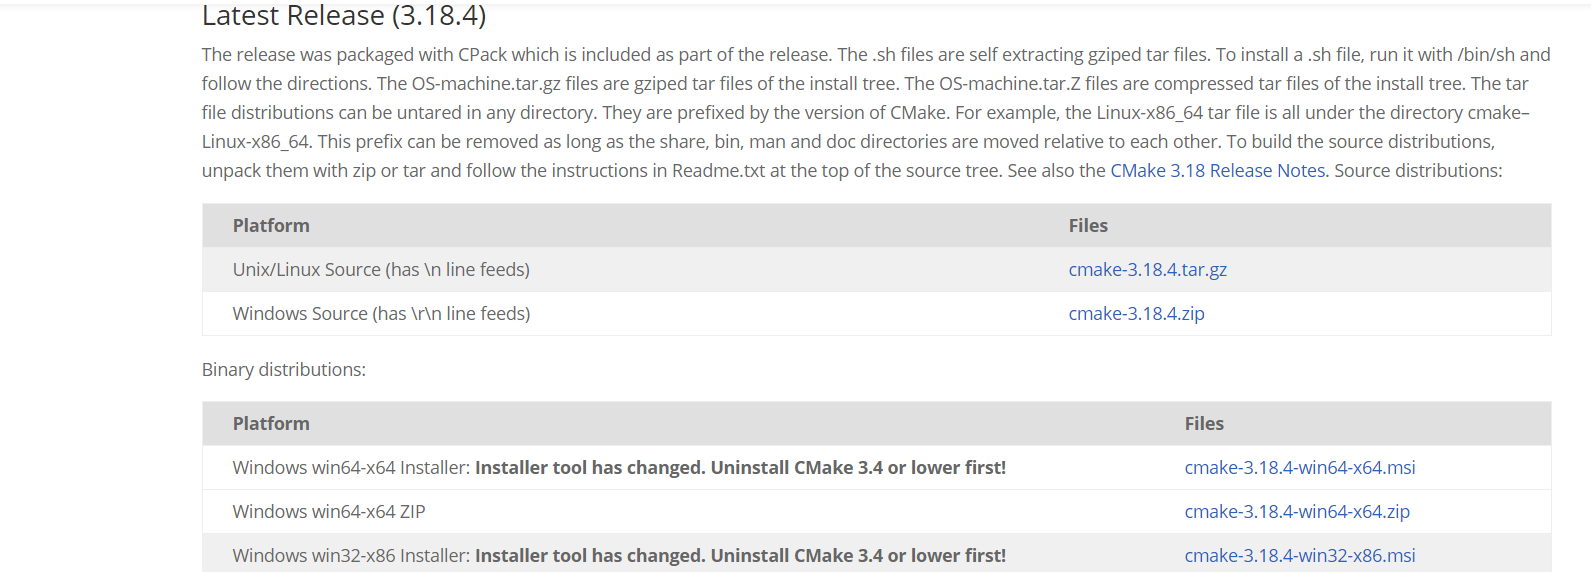 Latest Release (3.18.4)
The release was packaged with CPack which is included as part of the release. The .sh files are self extracting gziped tar files. To install a .sh file, run it with /bin/sh and
follow the directions. The OS-machine.tar.gz files are gziped tar files of the install tree. The OS-machine.tar.Z files are compressed tar files of the install tree. The tar
file distributions can be untared in any directory. They are prefixed by the version of CMake. For example, the Linux-x86_64 tar file is all under the directory cmake–
Linux-x86_64. This prefix can be removed as long as the share, bin, man and doc directories are moved relative to each other. To build the source distributions,
unpack them with zip or tar and follow the instructions in Readme.txt at the top of the source tree. See also the CMake 3.18 Release Notes. Source distributions:
Platform Files
Unix/Linux Source (has \n line feeds) cmake-3.18.4.tar.gz
Windows Source (has \r\n line feeds) cmake-3.18.4.zip
Binary distributions:
Platform Files
Windows win64-x64 Installer: Installer tool has changed. Uninstall CMake 3.4 or lower first! cmake-3.18.4-win64-x64.msi
Windows win64-x64 ZIP cmake-3.18.4-win64-x64.zip
Windows win32-x86 Installer: Installer tool has changed. Uninstall CMake 3.4 or lower first! cmake-3.18.4-win32-x86.msi